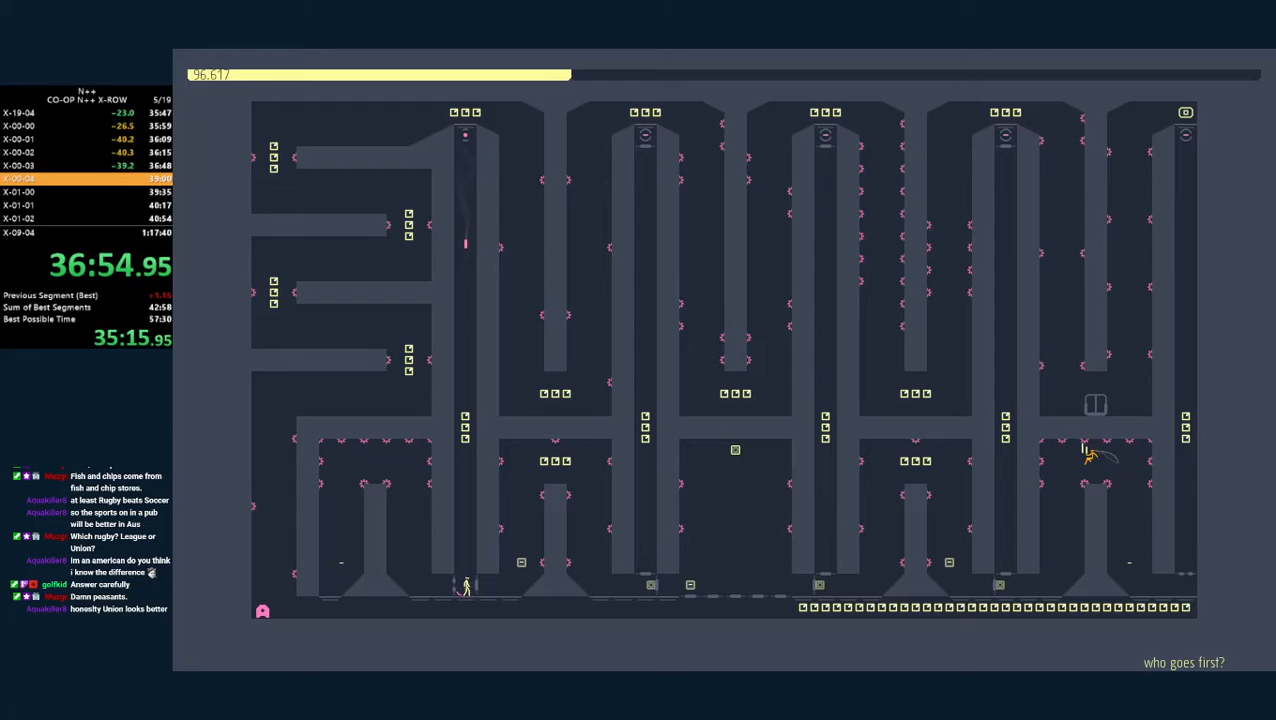 96.617
N++
CO-OP N++ X-ROW 5/19
X-19-04 -23.0 35:47
X-00-00 -26.5 35:59
X-00-01 -40.2 36:09
X-00-02 -40.3 36:15
X-00-03 -39.2 36:48
X-00-04 39:00
X-01-00 39:35
X-01-01 40:17
X-01-02 40:54
X-09-04 1:17:40
36:54.95
Previous Segment (Best) +1.15
Sum of Best Segments 42:58
Best Possible Time 57:30
35:15.95
Muzgr. Fish and chips come from
fish and chip stores.
Aquakiller8 at least Rugby beats Soccer
Aquakiller8 so the sports on in a pub
will be better in Aus
Muzgr. Which rugby? League or
Union?
Aquakiller8 im an american do you think
i know the difference
golfkid Answer carefully
Muzgr. Damn peasants.
Aquakiller8 honeslty Union looks better
who goes first?